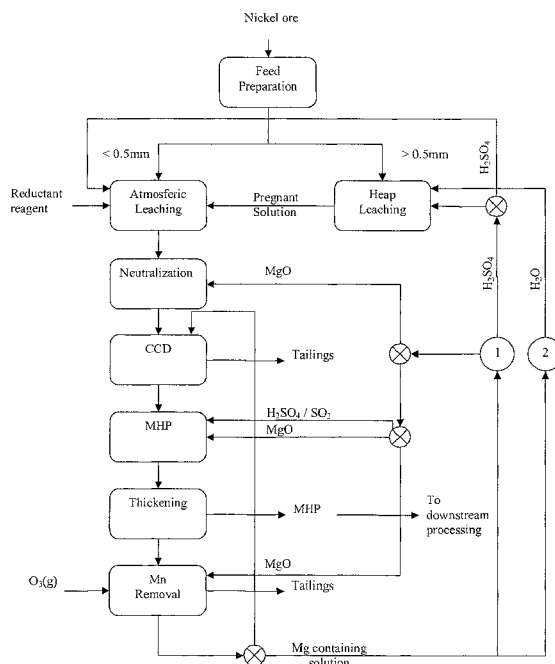 Nickel ore
Feed
Preparation
< 0.5mm
> 0.5mm
H2SO4
Reductant
reagent
Atmosferic
Leaching
Pregnant
Solution
Heap
Leaching
Neutralization
MgO
H2SO4
H2O
CCD
Tailings
1
2
MHP
H2SO4 / SO2
MgO
Thickening
MHP
To
downstream
processing
MgO
O3(g)
Mn
Removal
Tailings
Mg containing
solution